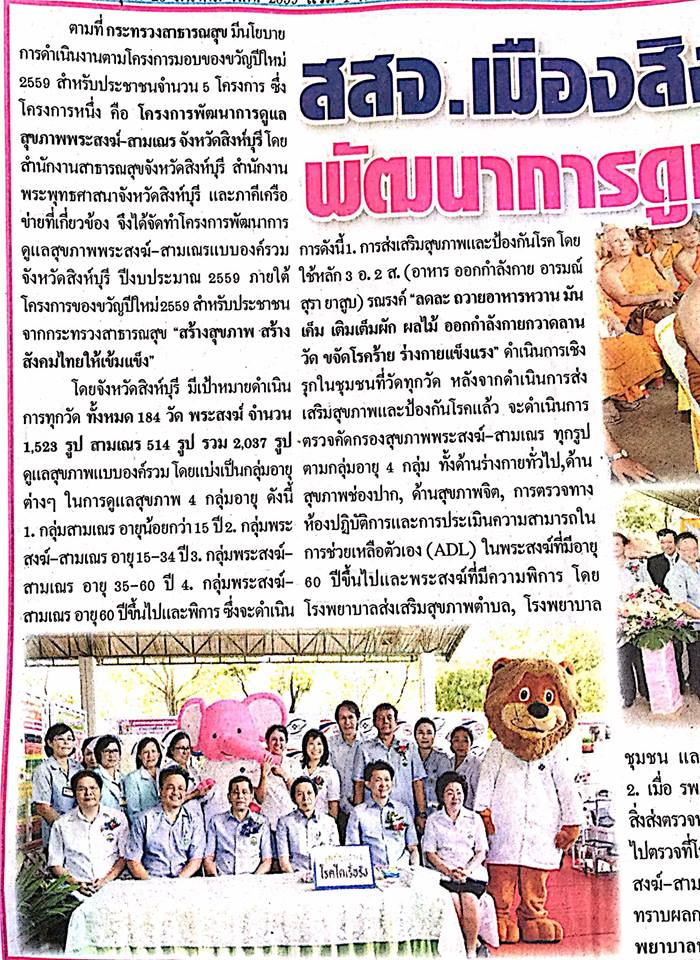 สสจ.เมืองสิ
พัฒนาการดู
ตามที่ กระทรวงสาธารณสุข มีนโยบาย
การดำเนินงานตามโครงการมอบของขวัญปีใหม่
2559 สำหรับประชาชนจำนวน 5 โครงการ ซึ่ง
โครงการหนึ่ง คือ โครงการพัฒนาการดูแล
สุขภาพพระสงฆ์-สามเณร จังหวัดสิงห์บุรี โดย
สำนักงานสาธารณสุขจังหวัดสิงห์บุรี สำนักงาน
พระพุทธศาสนาจังหวัดสิงห์บุรี และภาคีเครือ
ข่ายที่เกี่ยวข้อง จึงได้จัดทำโครงการพัฒนาการ
ดูแลสุขภาพพระสงฆ์-สามเณรแบบองค์รวม
จังหวัดสิงห์บุรี ปีงบประมาณ 2559 ภายใต้
โครงการของขวัญปีใหม่2559 สำหรับประชาชน
จากกระทรวงสาธารณสุข "สร้างสุขภาพ สร้าง
สังคมไทยให้เข้มแข็ง"
โดยจังหวัดสิงห์บุรี มีเป้าหมายดำเนิน
การทุกวัด ทั้งหมด 184 วัด พระสงฆ์ จำนวน
1,523 รูป สามเณร 514 รูป รวม 2,037 รูป
ดูแลสุขภาพแบบองค์รวม โดยแบ่งเป็นกลุ่มอายุ
ต่างๆ ในการดูแลสุขภาพ 4 กลุ่มอายุ ดังนี้
1. กลุ่มสามเณร อายุน้อยกว่า 15 ปี2. กลุ่มพระ
สงฆ์-สามเณร อายุ 15-34 ปี3. กลุ่มพระสงฆ์-
สามเณร อายุ 35-60 ปี 4. กลุ่มพระสงฆ์-
สามเณร อายุ 60 ปีขึ้นไปและพิการ ซึ่งจะดำเนิน
การดังนี้1. การส่งเสริมสุขภาพและป้องกันโรค โดย
ใช้หลัก 3 อ. 2 ส. (อาหาร ออกกำลังกาย อารมณ์
สุรา ยาสูบ) รณรงค์ "ลดละ ถวายอาหารหวาน มัน
เค็ม เติมเต็มผัก ผลไม้ ออกกำลังกายกวาดลาน
วัด ขจัดโรคร้าย ร่างกายแข็งแรง" ดำเนินการเชิง
รุกในชุมชนที่วัดทุกวัด หลังจากดำเนินการส่ง
เสริมสุขภาพและป้องกันโรคแล้ว จะดำเนินการ
ตรวจคัดกรองสุขภาพพระสงฆ์-สามเณร ทุกรูป
ตามกลุ่มอายุ 4 กลุ่ม ทั้งด้านร่างกายทั่วไป,ด้าน
สุขภาพช่องปาก, ด้านสุขภาพจิต, การตรวจทาง
ห้องปฏิบัติการและการประเมินความสามารถใน
การช่วยเหลือตัวเอง (ADL) ในพระสงฆ์ที่มีอายุ
60 ปีขึ้นไปและพระสงฆ์ที่มีความพิการ โดย
โรงพยาบาลส่งเสริมสุขภาพตำบล, โรงพยาบาล
โรคไตเรื้อรัง
ชุมชน แล
2. เมื่อ รพ
สิ่งส่งตรวจท
ไปตรวจที่โ
สงฆ์-สาม
ทราบผลก
พยาบาล